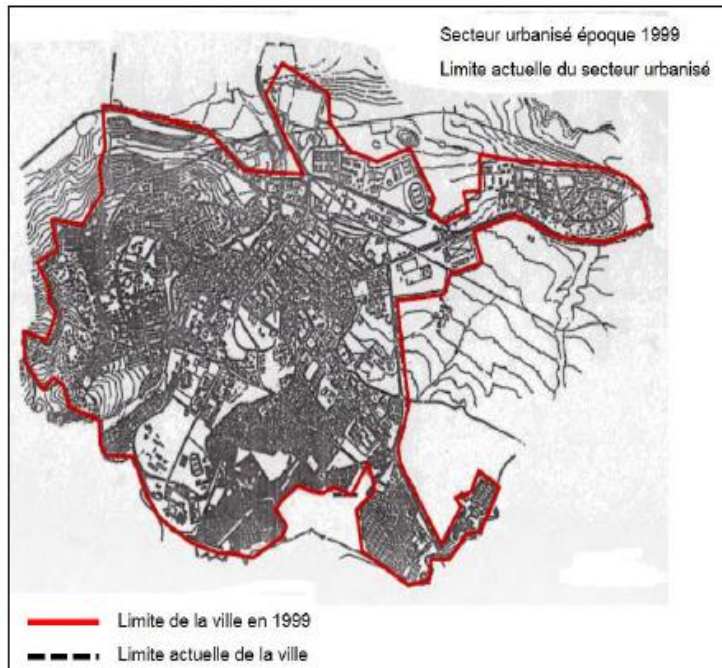 Secteur urbanisé époque 1999
Limite actuelle du secteur urbanisé
Limite de la ville en 1999
Limite actuelle de la ville